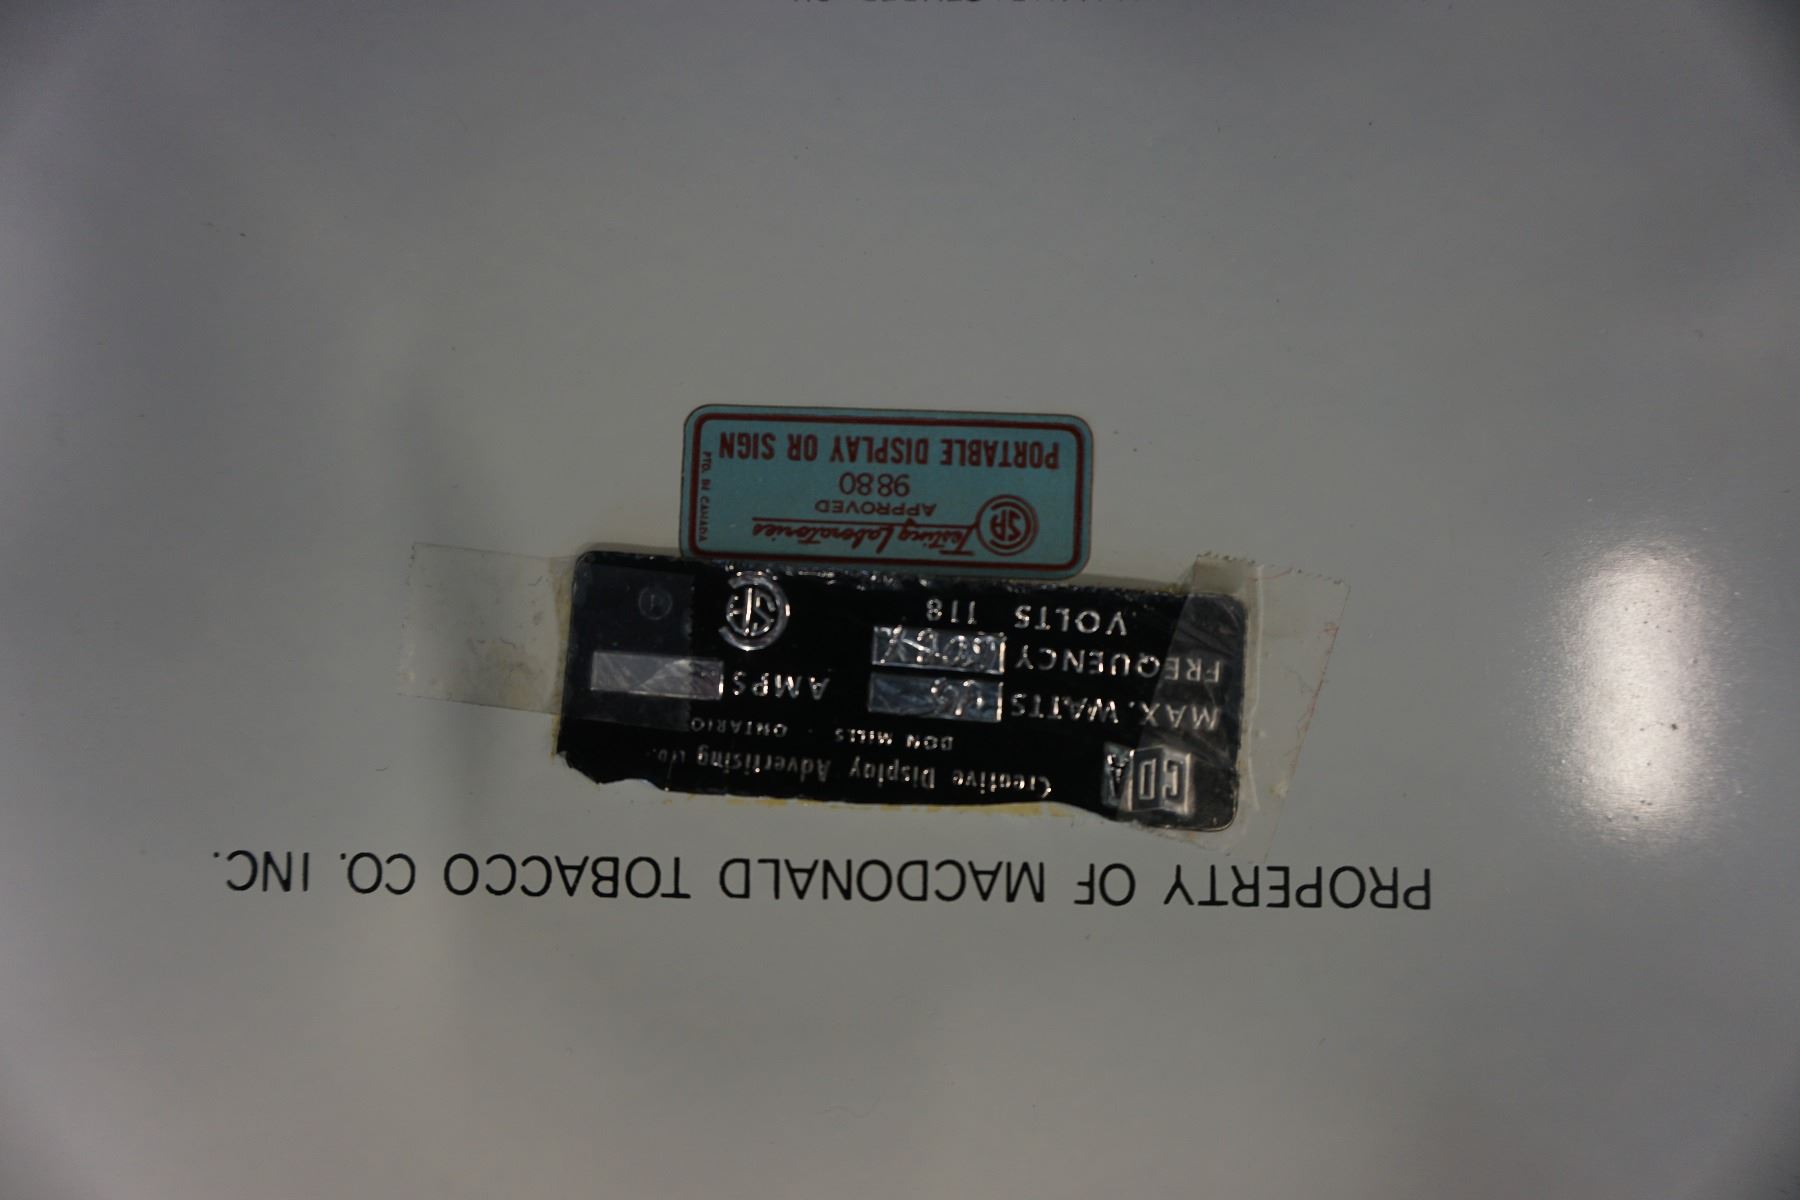 PROPERTY OF MACDONALD TOBACCO CO. INC.
CDA
Creative Display Advertising Ltd.
DON MILLS · ONTARIO
MAX. WATTS
AMPS
FREQUENCY
VOLTS 118
SA
Testing Laboratories
APPROVED
9880
PORTABLE DISPLAY OR SIGN
PTD. IN CANADA